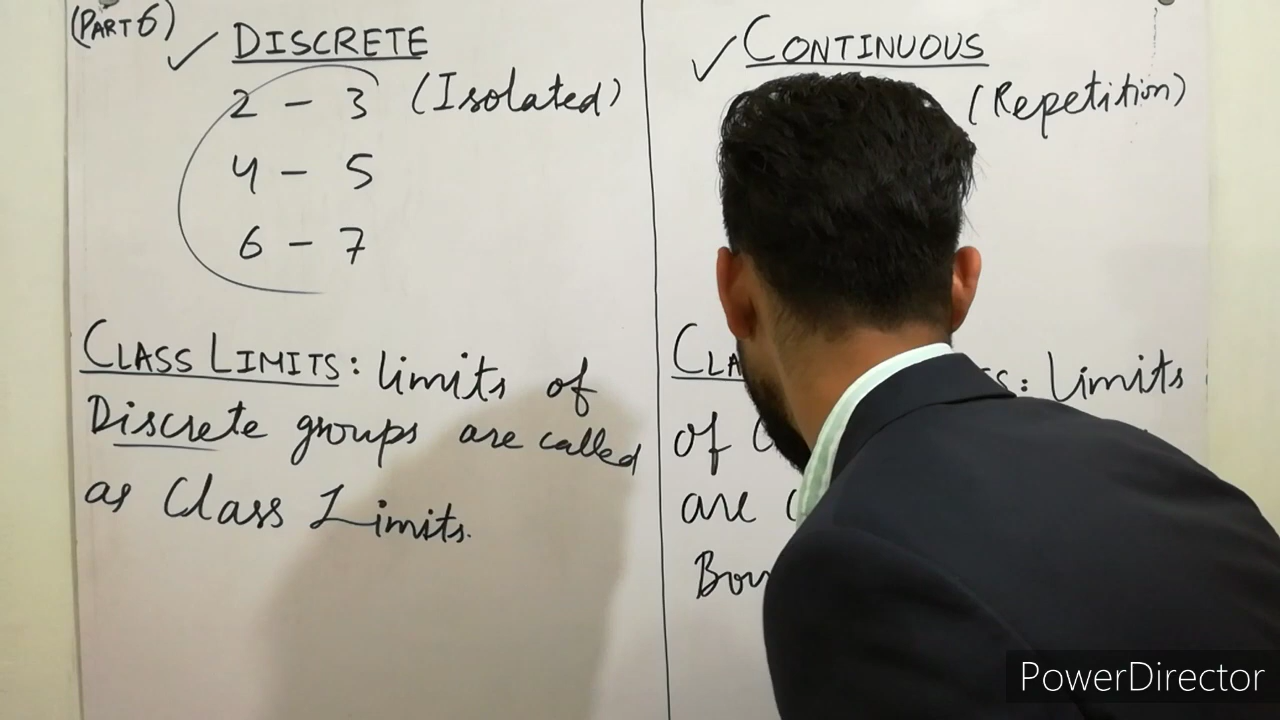 (PART 6)
✓ DISCRETE
2 - 3 (Isolated)
4 - 5
6 - 7
CLASS LIMITS: limits of
Discrete groups are called
as Class Limits.
✓ CONTINUOUS
(Repetition)
: limits
of
are
PowerDirector